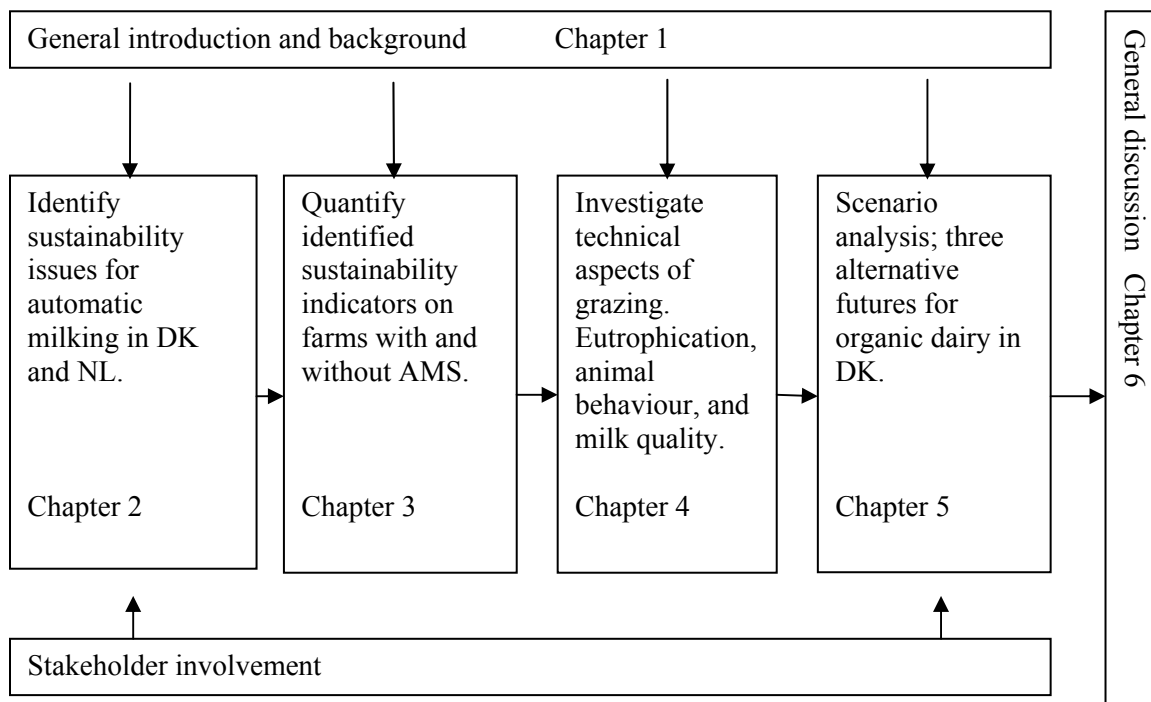 General introduction and background Chapter 1
Identify
sustainability
issues for
automatic
milking in DK
and NL.
Chapter 2
Quantify
identified
sustainability
indicators on
farms with and
without AMS.
Chapter 3
Investigate
technical
aspects of
grazing.
Eutrophication,
animal
behaviour, and
milk quality.
Chapter 4
Scenario
analysis; three
alternative
futures for
organic dairy in
DK.
Chapter 5
Stakeholder involvement
General discussion Chapter 6